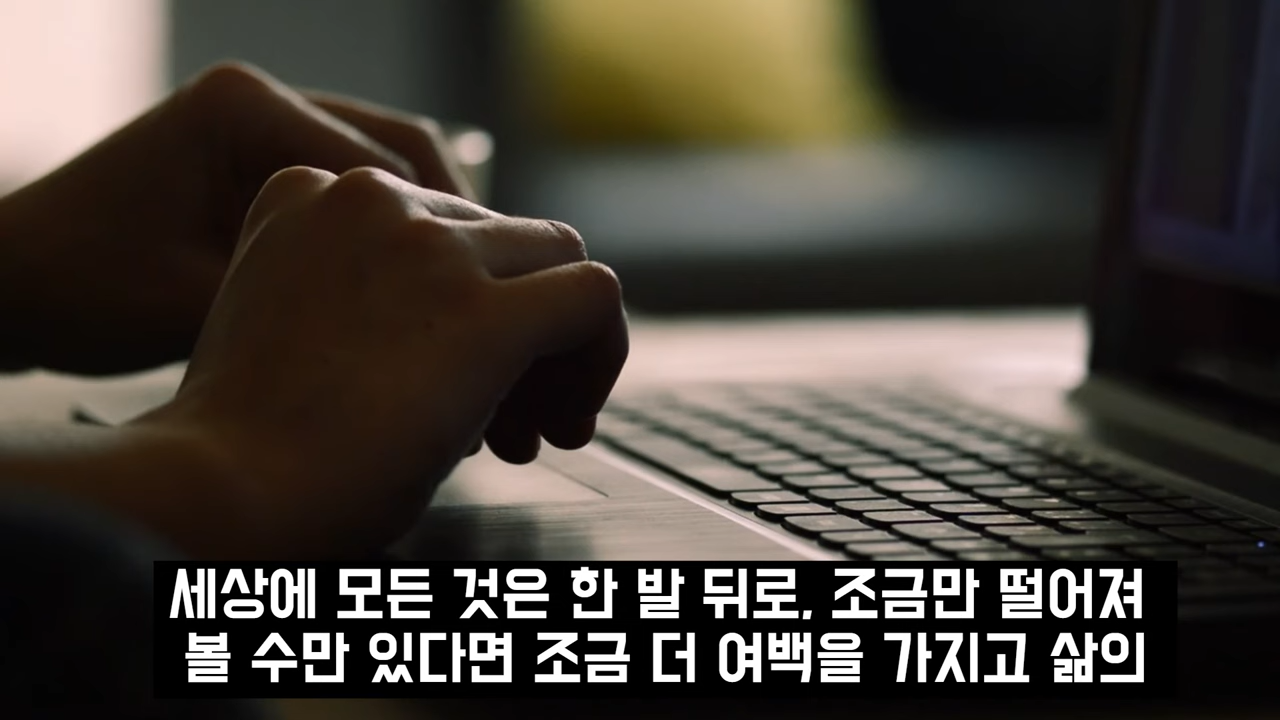 세상에 모든 것은 한 발 뒤로, 조금만 떨어져
볼 수만 있다면 조금 더 여백을 가지고 삶의